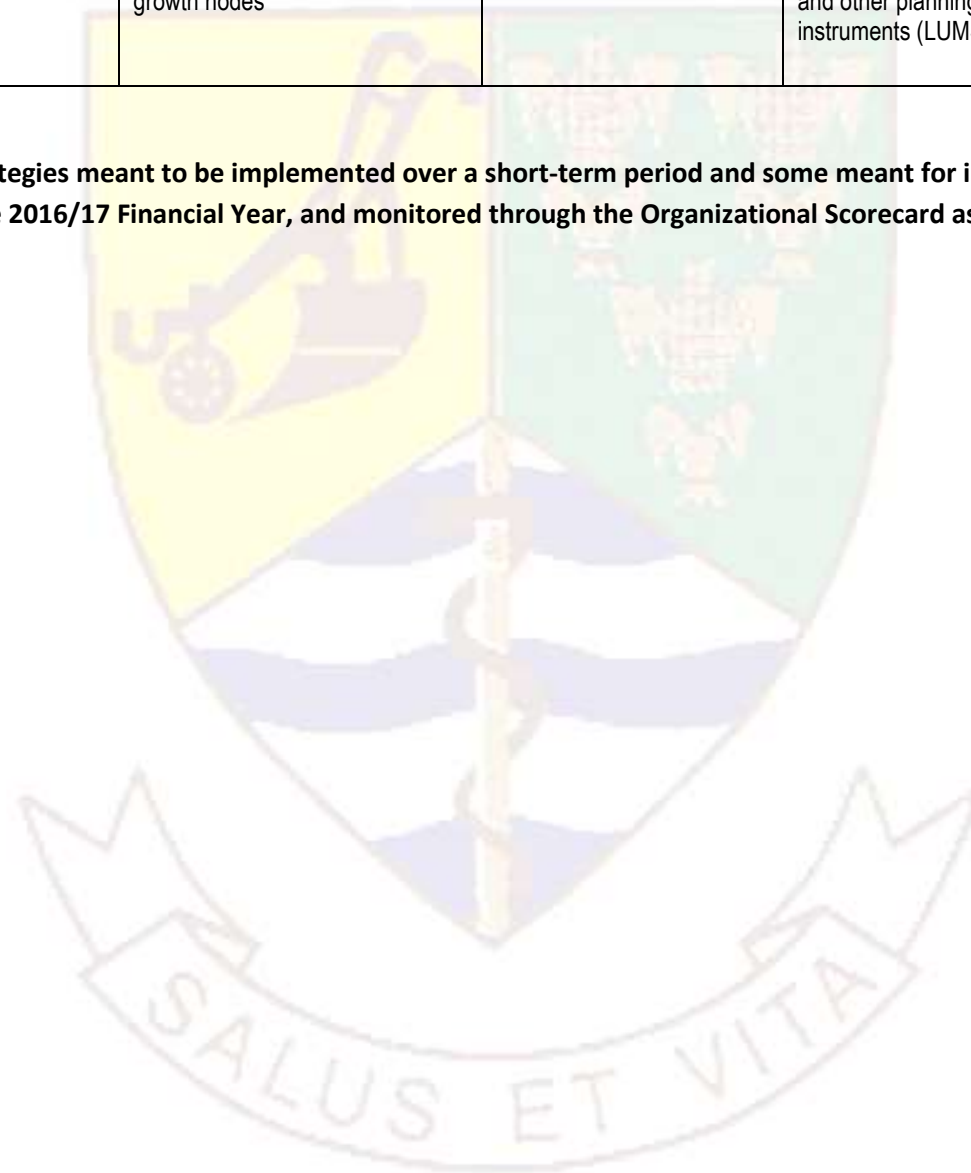 growth nodes
and other planning
instruments (LUM
tegies meant to be implemented over a short-term period and some meant for i
e 2016/17 Financial Year, and monitored through the Organizational Scorecard as
SALUS ET VITA